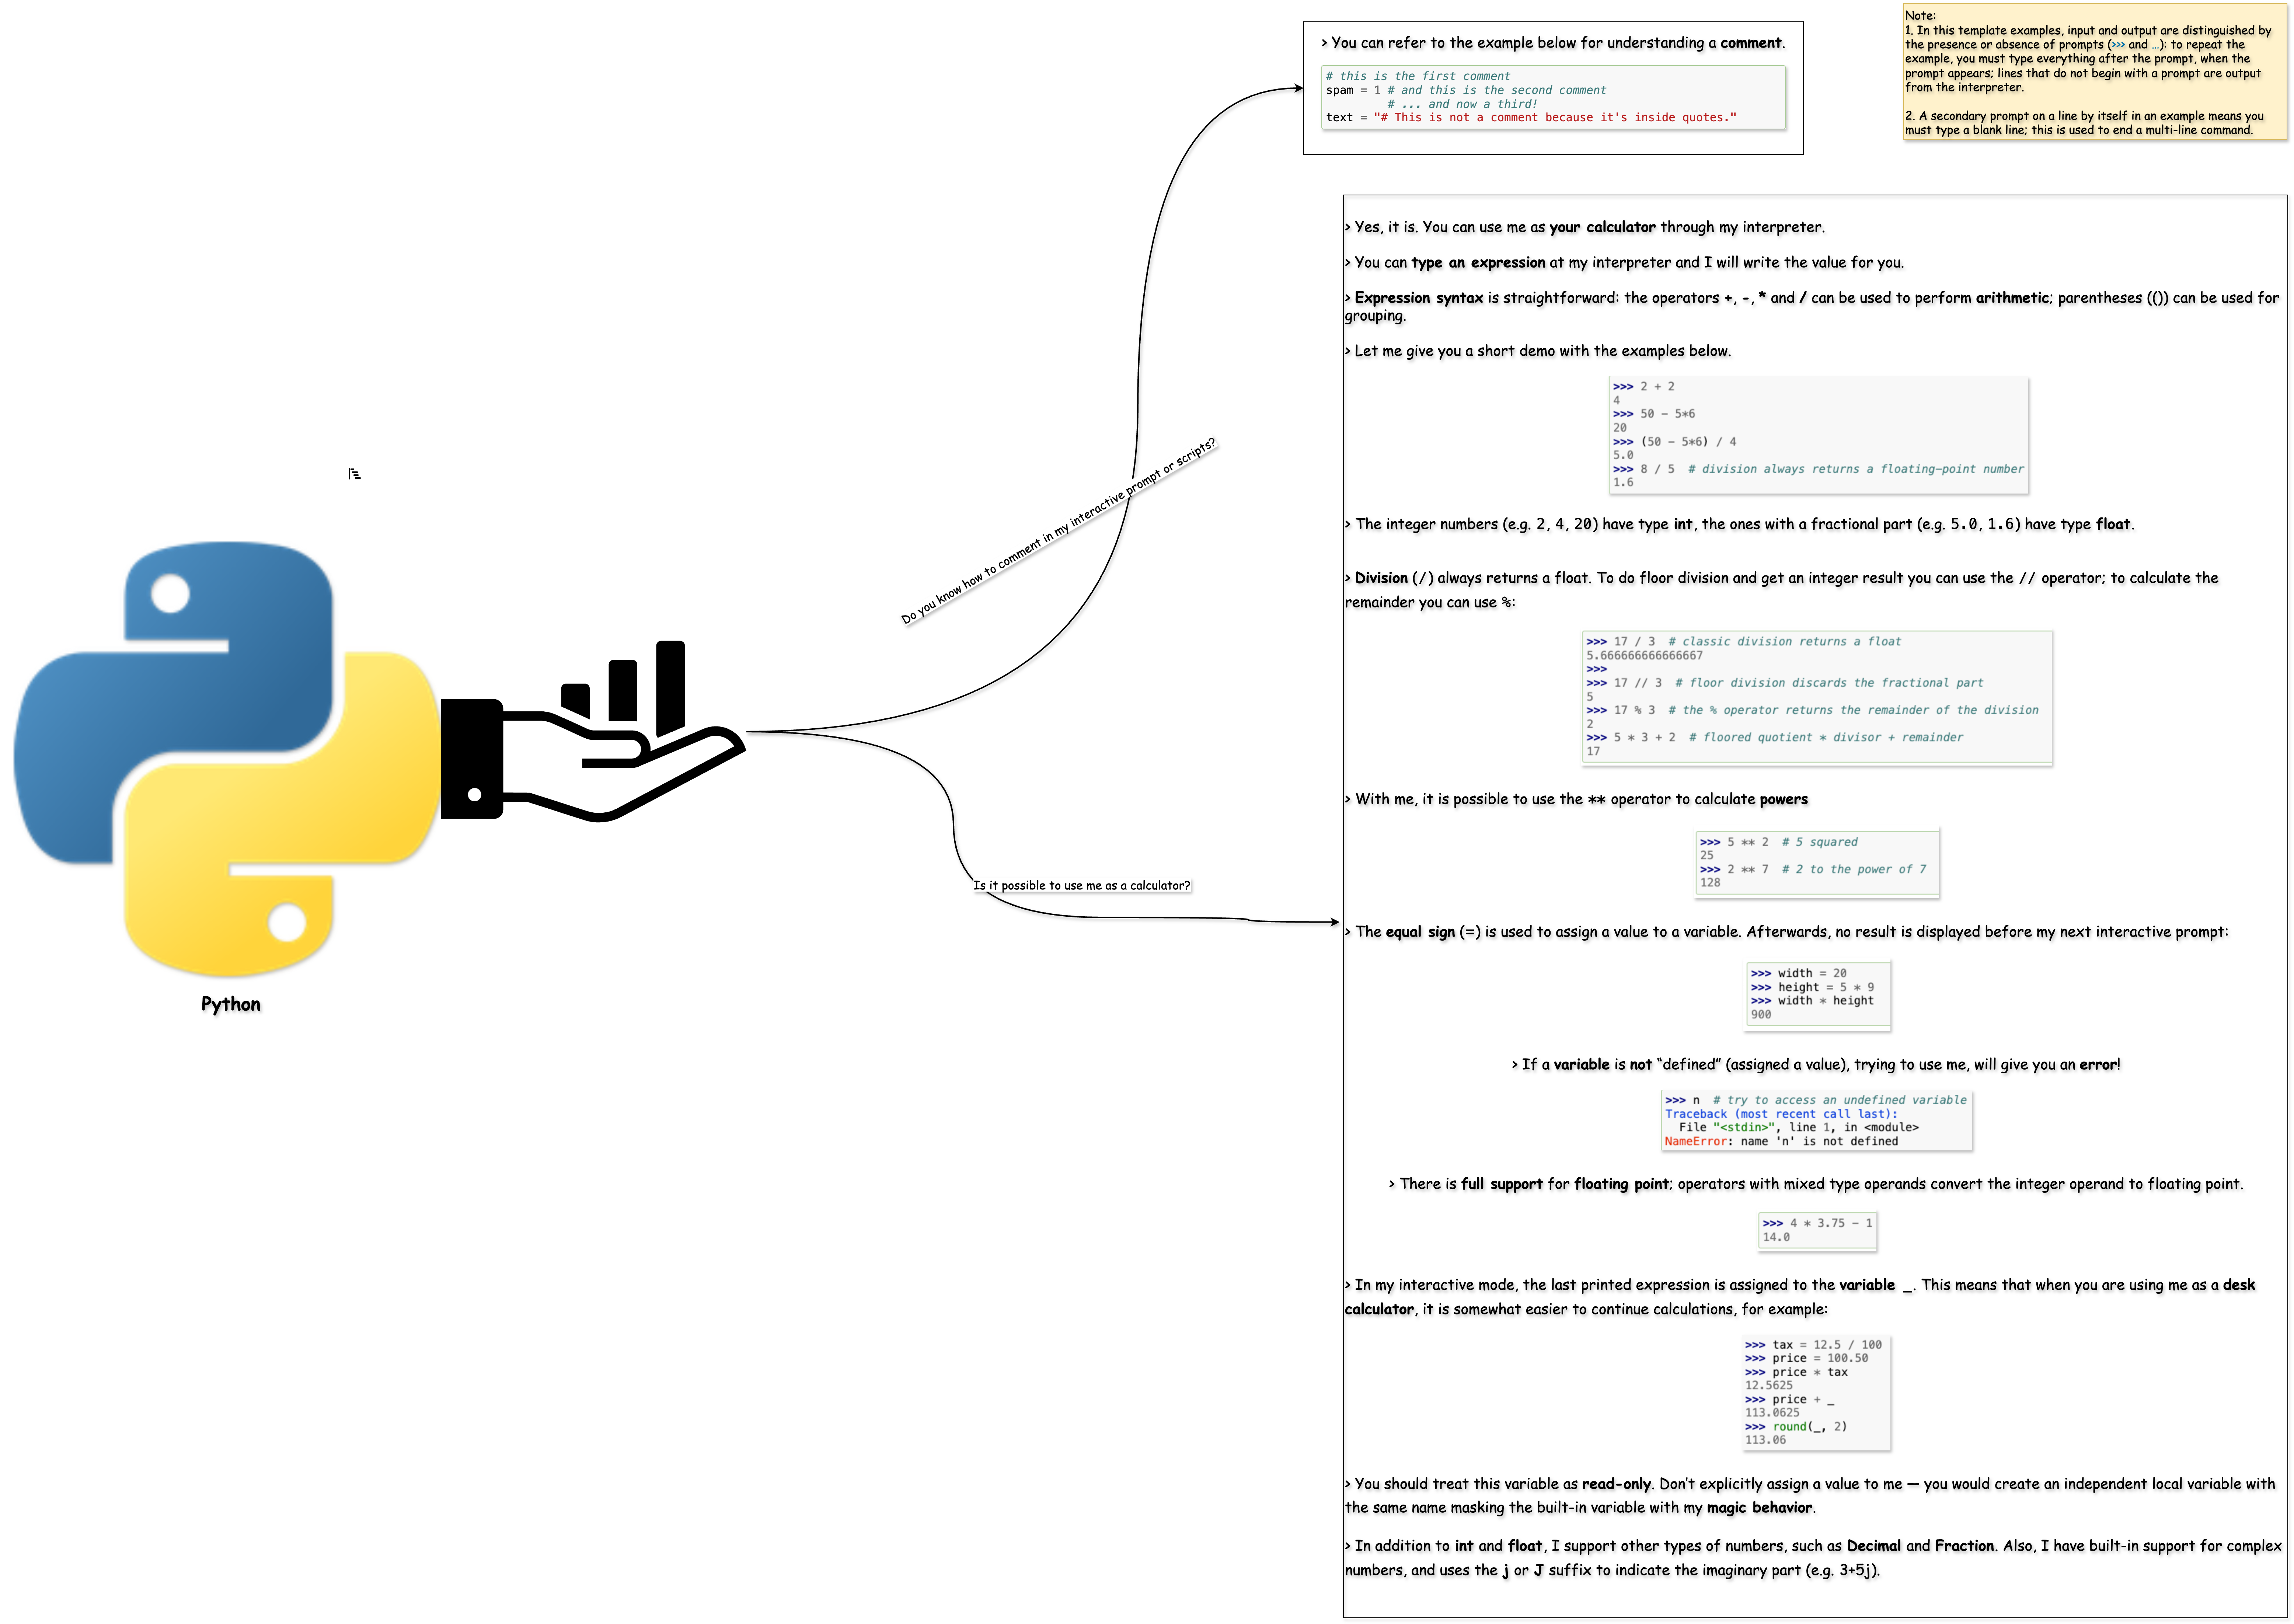 > You can refer to the example below for understanding a comment.
# this is the first comment
spam = 1 # and this is the second comment
# ... and now a third!
text = "# This is not a comment because it's inside quotes."
Note:
1. In this template examples, input and output are distinguished by
the presence or absence of prompts (>>> and ...): to repeat the
example, you must type everything after the prompt, when the
prompt appears; lines that do not begin with a prompt are output
from the interpreter.
2. A secondary prompt on a line by itself in an example means you
must type a blank line; this is used to end a multi-line command.
Do you know how to comment in my interactive prompt or scripts?
Python
Is it possible to use me as a calculator?
> Yes, it is. You can use me as your calculator through my interpreter.
> You can type an expression at my interpreter and I will write the value for you.
> Expression syntax is straightforward: the operators +, -, * and / can be used to perform arithmetic; parentheses (()) can be used for
grouping.
> Let me give you a short demo with the examples below.
>>> 2 + 2
4
>>> 50 - 5*6
20
>>> (50 - 5*6) / 4
5.0
>>> 8 / 5  # division always returns a floating-point number
1.6
> The integer numbers (e.g. 2, 4, 20) have type int, the ones with a fractional part (e.g. 5.0, 1.6) have type float.
> Division (/) always returns a float. To do floor division and get an integer result you can use the // operator; to calculate the
remainder you can use %:
>>> 17 / 3  # classic division returns a float
5.666666666666667
>>>
>>> 17 // 3  # floor division discards the fractional part
5
>>> 17 % 3  # the % operator returns the remainder of the division
2
>>> 5 * 3 + 2  # floored quotient * divisor + remainder
17
> With me, it is possible to use the ** operator to calculate powers
>>> 5 ** 2  # 5 squared
25
>>> 2 ** 7  # 2 to the power of 7
128
> The equal sign (=) is used to assign a value to a variable. Afterwards, no result is displayed before my next interactive prompt:
>>> width = 20
>>> height = 5 * 9
>>> width * height
900
> If a variable is not “defined” (assigned a value), trying to use me, will give you an error!
>>> n  # try to access an undefined variable
Traceback (most recent call last):
File "<stdin>", line 1, in <module>
NameError: name 'n' is not defined
> There is full support for floating point; operators with mixed type operands convert the integer operand to floating point.
>>> 4 * 3.75 - 1
14.0
> In my interactive mode, the last printed expression is assigned to the variable _. This means that when you are using me as a desk
calculator, it is somewhat easier to continue calculations, for example:
>>> tax = 12.5 / 100
>>> price = 100.50
>>> price * tax
12.5625
>>> price + _
113.0625
>>> round(_, 2)
113.06
> You should treat this variable as read-only. Don’t explicitly assign a value to me — you would create an independent local variable with
the same name masking the built-in variable with my magic behavior.
> In addition to int and float, I support other types of numbers, such as Decimal and Fraction. Also, I have built-in support for complex
numbers, and uses the j or J suffix to indicate the imaginary part (e.g. 3+5j).